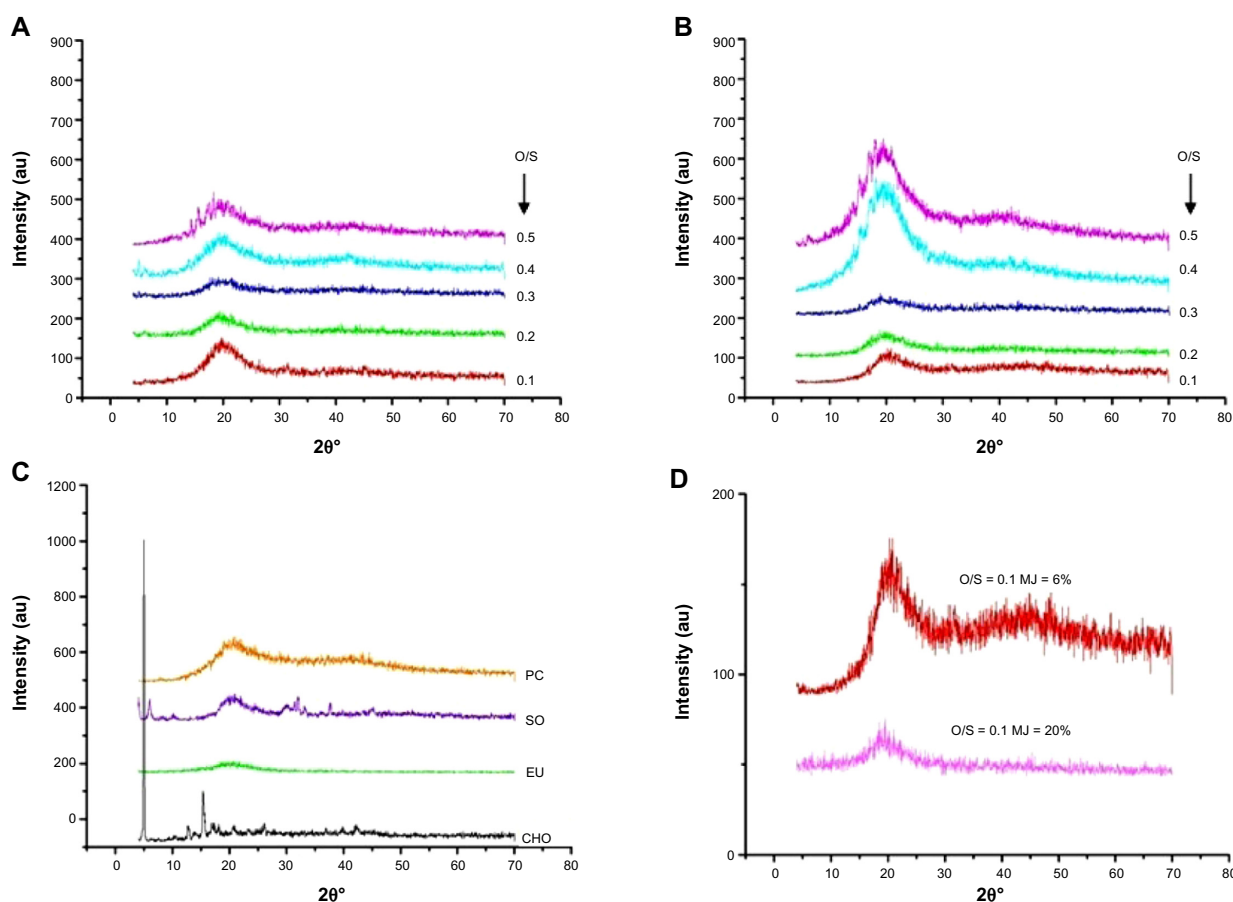 A
900
800
700
600
500
400
300
200
100
0
Intensity (au)
O/S
0.5
0.4
0.3
0.2
0.1
0 10 20 30 40 50 60 70 80
2θ°
B
900
800
700
600
500
400
300
200
100
0
Intensity (au)
O/S
0.5
0.4
0.3
0.2
0.1
0 10 20 30 40 50 60 70 80
2θ°
C
1200
1000
800
600
400
200
0
Intensity (au)
PC
SO
EU
CHO
0 10 20 30 40 50 60 70 80
2θ°
D
200
100
0
Intensity (au)
O/S = 0.1 MJ = 6%
O/S = 0.1 MJ = 20%
0 10 20 30 40 50 60 70 80
2θ°